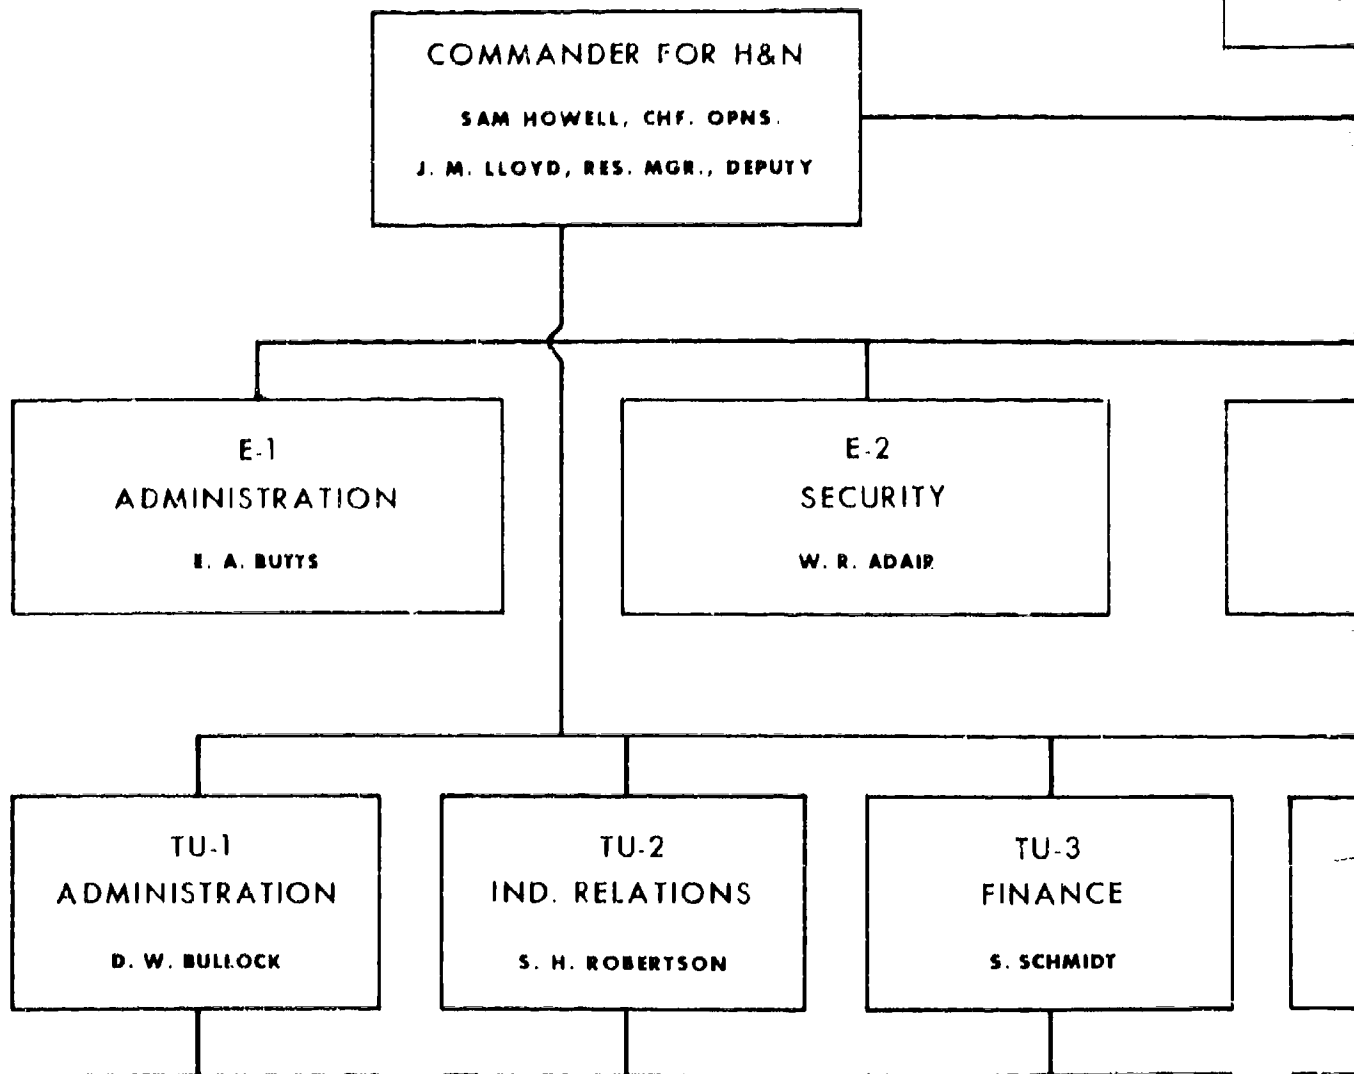 COMMANDER FOR H&N
SAM HOWELL, CHF. OPNS.
J. M. LLOYD, RES. MGR., DEPUTY
E-1
ADMINISTRATION
E. A. BUTTS
E-2
SECURITY
W. R. ADAIR
TU-1
ADMINISTRATION
D. W. BULLOCK
TU-2
IND. RELATIONS
S. H. ROBERTSON
TU-3
FINANCE
S. SCHMIDT